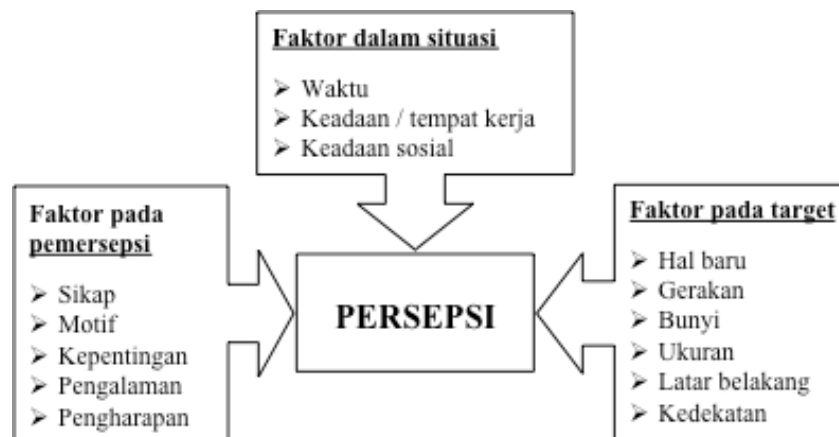 Faktor dalam situasi
➢ Waktu
➢ Keadaan / tempat kerja
➢ Keadaan sosial
Faktor pada
pemersepsi
➢ Sikap
➢ Motif
➢ Kepentingan
➢ Pengalaman
➢ Pengharapan
PERSEPSI
Faktor pada target
➢ Hal baru
➢ Gerakan
➢ Bunyi
➢ Ukuran
➢ Latar belakang
➢ Kedekatan